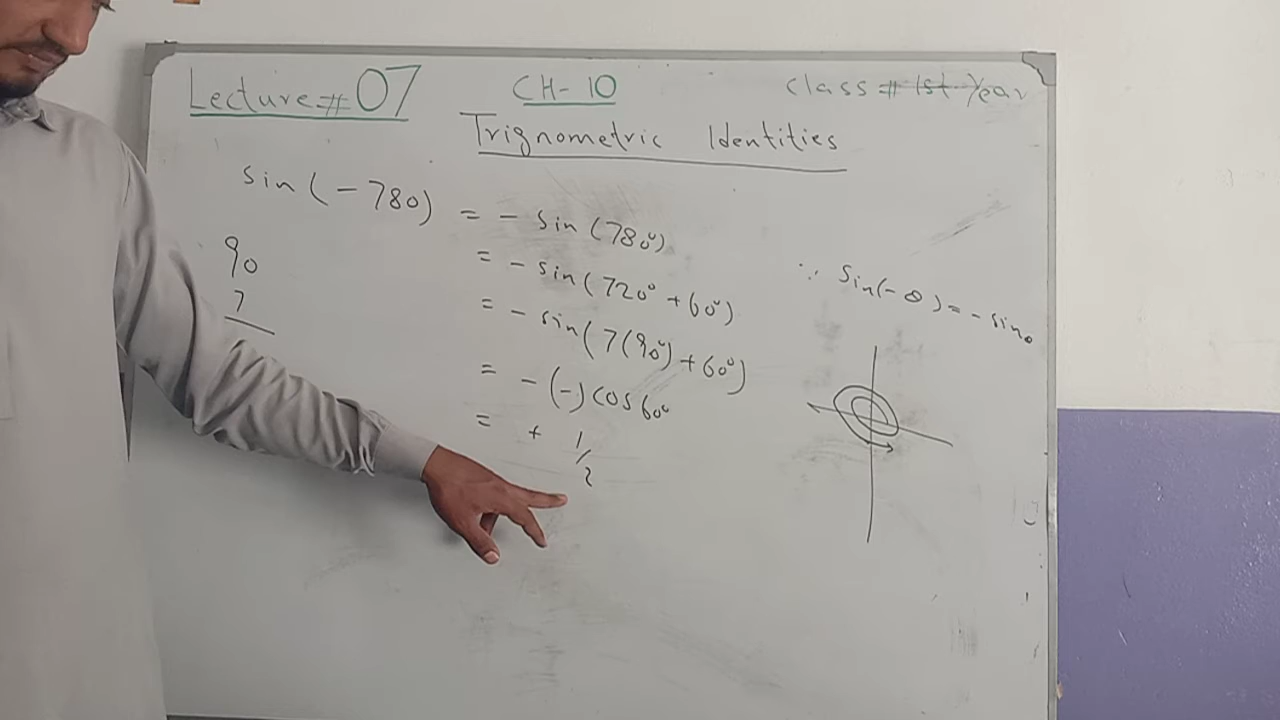 Lecture # 07 CH-10 Class # 1st Year
Trignometric Identities
sin (-780) = - sin (780°)
= - sin (720° + 60°)
∵ Sin(-θ) = - sinθ
= - sin (7(90°) + 60°)
= - (-) cos 60°
= + 1/2
90
7